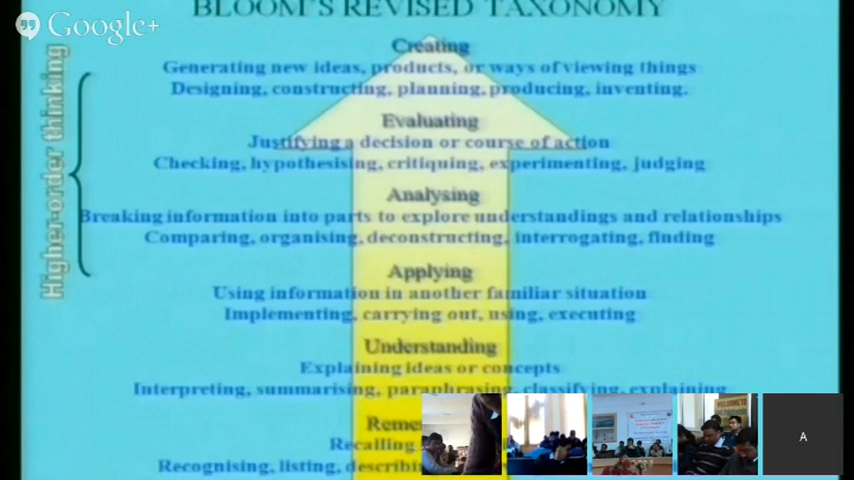 BLOOM'S REVISED TAXONOMY
Google+
Higher-order thinking
Creating
Generating new ideas, products, or ways of viewing things
Designing, constructing, planning, producing, inventing.
Evaluating
Justifying a decision or course of action
Checking, hypothesising, critiquing, experimenting, judging
Analysing
Breaking information into parts to explore understandings and relationships
Comparing, organising, deconstructing, interrogating, finding
Applying
Using information in another familiar situation
Implementing, carrying out, using, executing
Understanding
Explaining ideas or concepts
Interpreting, summarising, paraphrasing, classifying, explaining
Recalling
Recognising, listing,
A